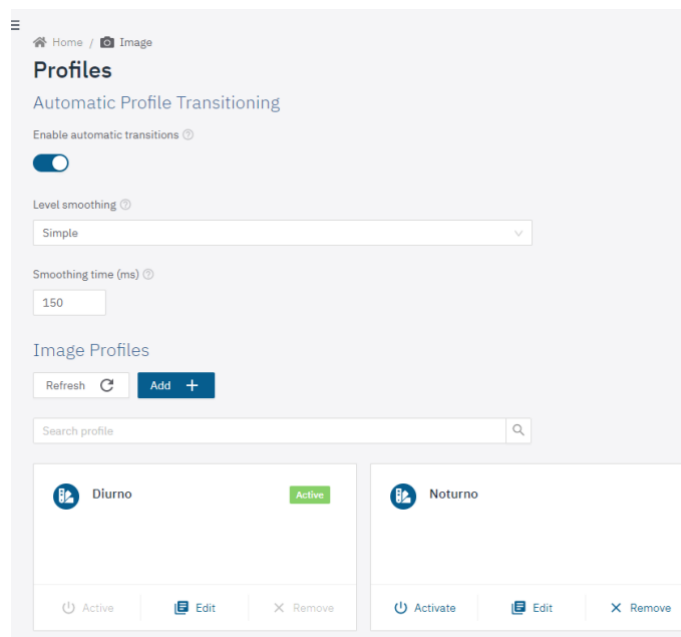 Home / Image
Profiles
Automatic Profile Transitioning
Enable automatic transitions
Level smoothing
Simple
Smoothing time (ms)
150
Image Profiles
Refresh Add
Search profile
Diurno Active Noturno
Active Edit Remove Activate Edit Remove